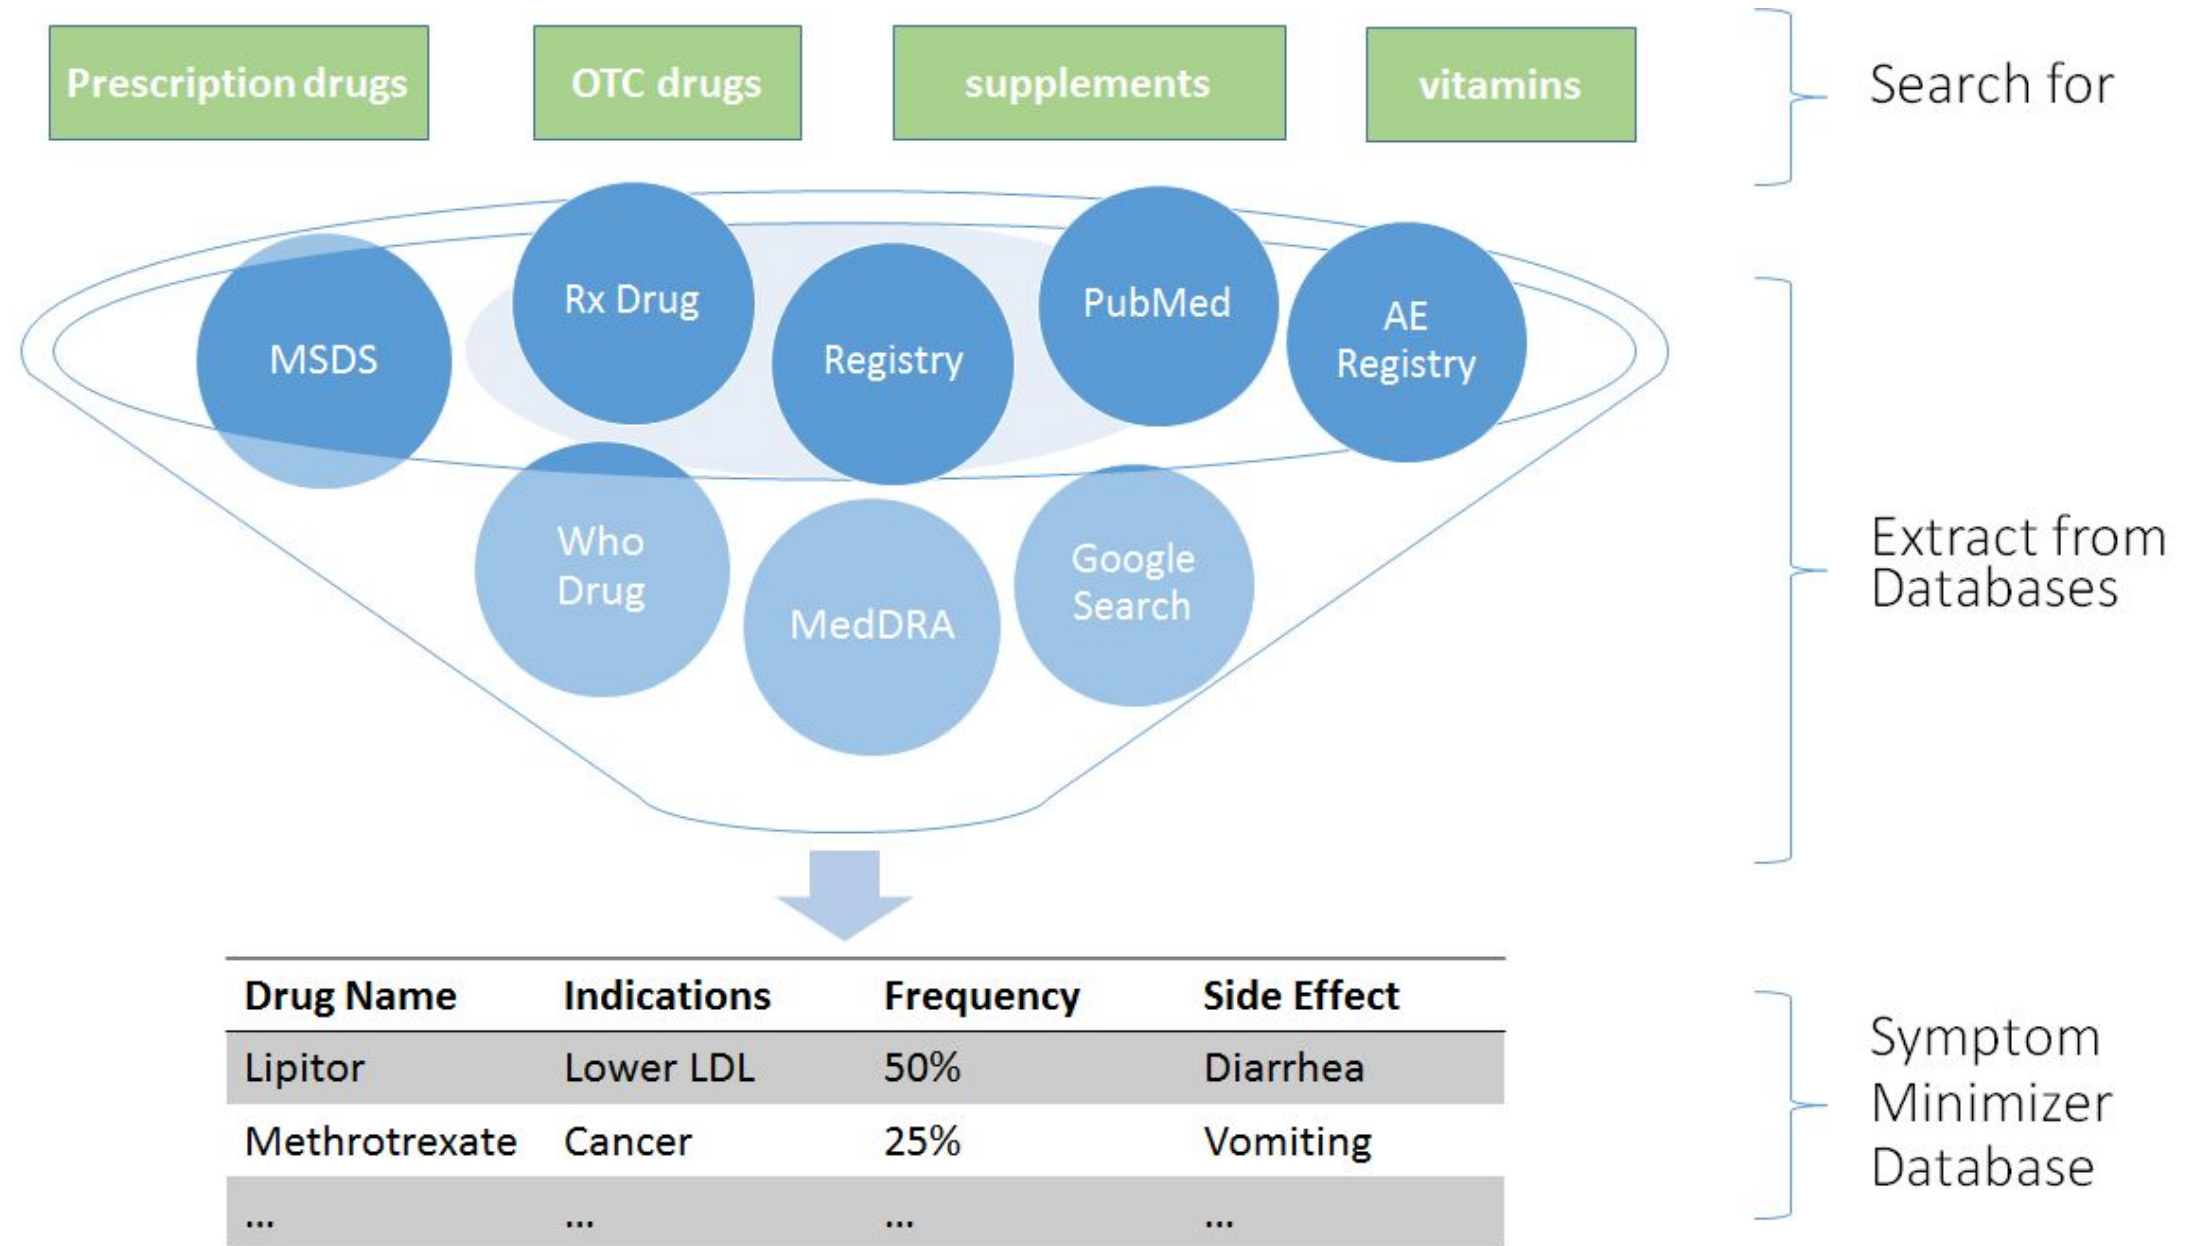 Prescription drugs
OTC drugs
supplements
vitamins
Search for
MSDS
Rx Drug
Registry
PubMed
AE
Registry
Who
Drug
MedDRA
Google
Search
Extract from
Databases
Drug Name Indications Frequency Side Effect
Lipitor Lower LDL 50% Diarrhea
Methrotrexate Cancer 25% Vomiting
... ... ... ...
Symptom
Minimizer
Database